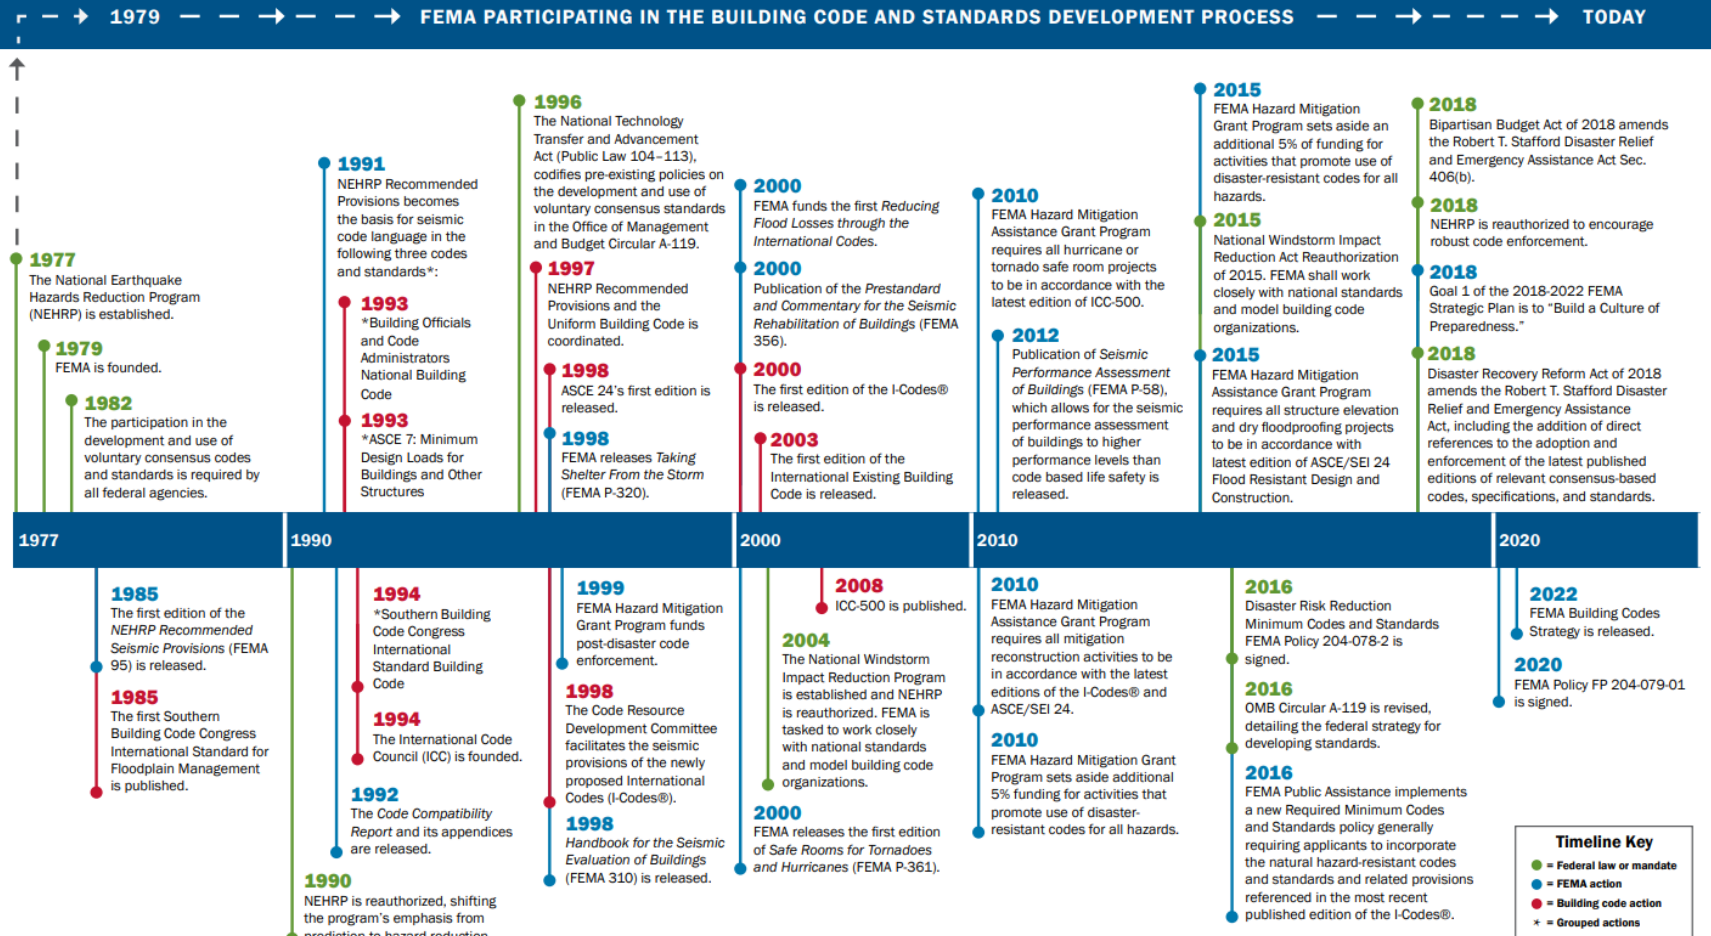 1979 FEMA PARTICIPATING IN THE BUILDING CODE AND STANDARDS DEVELOPMENT PROCESS TODAY
1977
The National Earthquake
Hazards Reduction Program
(NEHRP) is established.
1979
FEMA is founded.
1982
The participation in the
development and use of
voluntary consensus codes
and standards is required by
all federal agencies.
1991
NEHRP Recommended
Provisions becomes
the basis for seismic
code language in the
following three codes
and standards*:
1993
*Building Officials
and Code
Administrators
National Building
Code
1993
*ASCE 7: Minimum
Design Loads for
Buildings and Other
Structures
1996
The National Technology
Transfer and Advancement
Act (Public Law 104–113),
codifies pre-existing policies on
the development and use of
voluntary consensus standards
in the Office of Management
and Budget Circular A-119.
1997
NEHRP Recommended
Provisions and the
Uniform Building Code is
coordinated.
1998
ASCE 24's first edition is
released.
1998
FEMA releases Taking
Shelter From the Storm
(FEMA P-320).
2000
FEMA funds the first Reducing
Flood Losses through the
International Codes.
2000
Publication of the Prestandard
and Commentary for the Seismic
Rehabilitation of Buildings (FEMA
356).
2000
The first edition of the I-Codes®
is released.
2003
The first edition of the
International Existing Building
Code is released.
2010
FEMA Hazard Mitigation
Assistance Grant Program
requires all hurricane or
tornado safe room projects
to be in accordance with the
latest edition of ICC-500.
2012
Publication of Seismic
Performance Assessment
of Buildings (FEMA P-58),
which allows for the seismic
performance assessment
of buildings to higher
performance levels than
code based life safety is
released.
2015
FEMA Hazard Mitigation
Grant Program sets aside an
additional 5% of funding for
activities that promote use of
disaster-resistant codes for all
hazards.
2015
National Windstorm Impact
Reduction Act Reauthorization
of 2015. FEMA shall work
closely with national standards
and model building code
organizations.
2015
FEMA Hazard Mitigation
Assistance Grant Program
requires all structure elevation
and dry floodproofing projects
to be in accordance with
latest edition of ASCE/SEI 24
Flood Resistant Design and
Construction.
2018
Bipartisan Budget Act of 2018 amends
the Robert T. Stafford Disaster Relief
and Emergency Assistance Act Sec.
406(b).
2018
NEHRP is reauthorized to encourage
robust code enforcement.
2018
Goal 1 of the 2018-2022 FEMA
Strategic Plan is to “Build a Culture of
Preparedness.”
2018
Disaster Recovery Reform Act of 2018
amends the Robert T. Stafford Disaster
Relief and Emergency Assistance
Act, including the addition of direct
references to the adoption and
enforcement of the latest published
editions of relevant consensus-based
codes, specifications, and standards.
1977 1990 2000 2010 2020
1985
The first edition of the
NEHRP Recommended
Seismic Provisions (FEMA
95) is released.
1985
The first Southern
Building Code Congress
International Standard for
Floodplain Management
is published.
1994
*Southern Building
Code Congress
International
Standard Building
Code
1994
The International Code
Council (ICC) is founded.
1992
The Code Compatibility
Report and its appendices
are released.
1990
NEHRP is reauthorized, shifting
the program's emphasis from
prediction to hazard reduction
1999
FEMA Hazard Mitigation
Grant Program funds
post-disaster code
enforcement.
1998
The Code Resource
Development Committee
facilitates the seismic
provisions of the newly
proposed International
Codes (I-Codes®).
1998
Handbook for the Seismic
Evaluation of Buildings
(FEMA 310) is released.
2008
ICC-500 is published.
2004
The National Windstorm
Impact Reduction Program
is established and NEHRP
is reauthorized. FEMA is
tasked to work closely
with national standards
and model building code
organizations.
2000
FEMA releases the first edition
of Safe Rooms for Tornadoes
and Hurricanes (FEMA P-361).
2010
FEMA Hazard Mitigation
Assistance Grant Program
requires all mitigation
reconstruction activities to be
in accordance with the latest
editions of the I-Codes® and
ASCE/SEI 24.
2010
FEMA Hazard Mitigation Grant
Program sets aside additional
5% funding for activities that
promote use of disaster-
resistant codes for all hazards.
2016
Disaster Risk Reduction
Minimum Codes and Standards
FEMA Policy 204-078-2 is
signed.
2016
OMB Circular A-119 is revised,
detailing the federal strategy for
developing standards.
2016
FEMA Public Assistance implements
a new Required Minimum Codes
and Standards policy generally
requiring applicants to incorporate
the natural hazard-resistant codes
and standards and related provisions
referenced in the most recent
published edition of the I-Codes®.
2022
FEMA Building Codes
Strategy is released.
2020
FEMA Policy FP 204-079-01
is signed.
Timeline Key
= Federal law or mandate
= FEMA action
= Building code action
* = Grouped actions